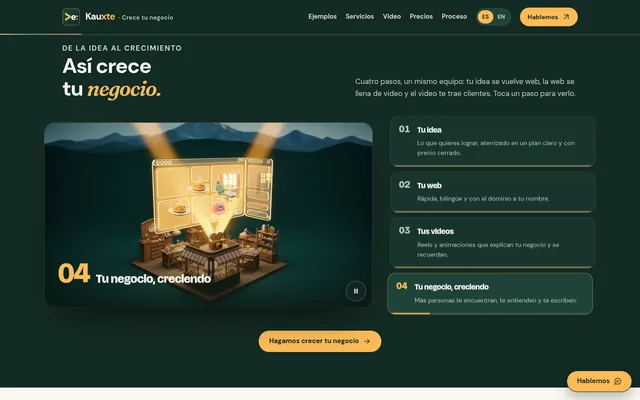 Kauxte · Crece tu negocio
Ejemplos
Servicios
Video
Precios
Proceso
ES
EN
Hablemos
DE LA IDEA AL CRECIMIENTO
Así crece
tu negocio.
Cuatro pasos, un mismo equipo: tu idea se vuelve web, la web se
llena de video y el video te trae clientes. Toca un paso para verlo.
04 Tu negocio, creciendo
01 Tu idea
Lo que quieres lograr, aterrizado en un plan claro y con
precio cerrado.
02 Tu web
Rápida, bilingüe y con el dominio a tu nombre.
03 Tus videos
Reels y animaciones que explican tu negocio y se
recuerdan.
04 Tu negocio, creciendo
Más personas te encuentran, te entienden y te escriben.
Hagamos crecer tu negocio
Hablemos